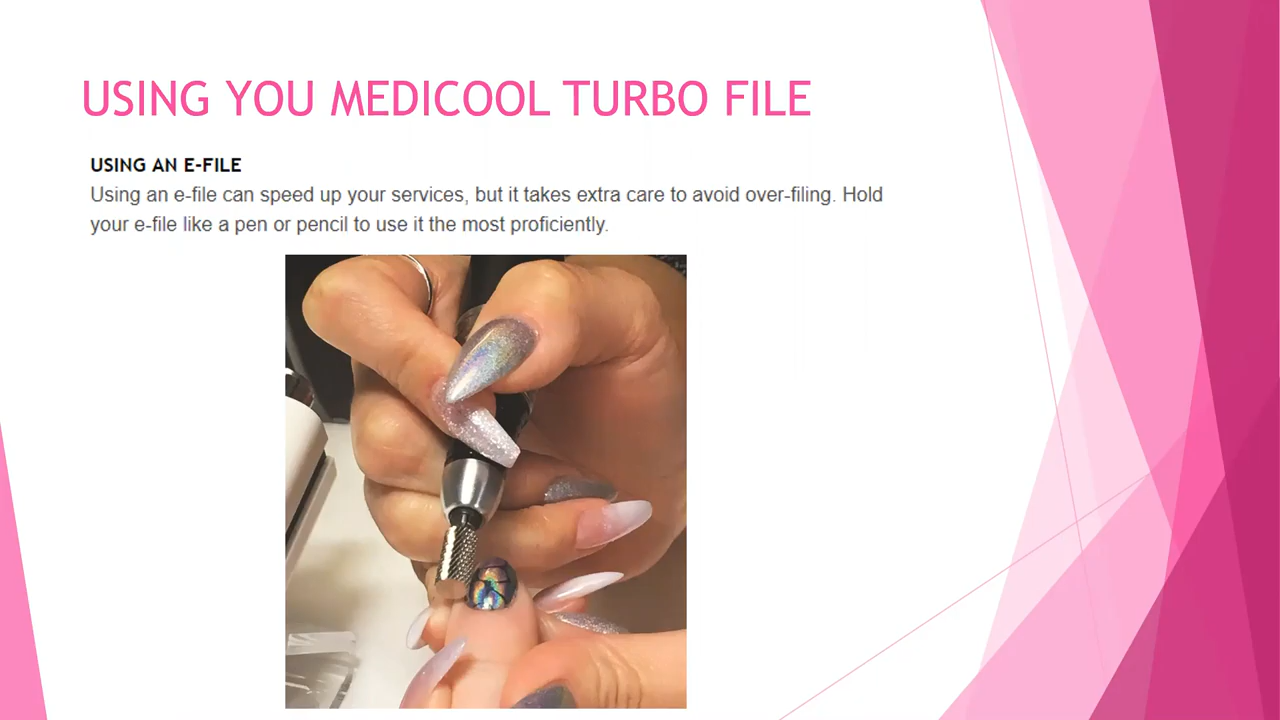 USING YOU MEDICOOL TURBO FILE
USING AN E-FILE
Using an e-file can speed up your services, but it takes extra care to avoid over-filing. Hold
your e-file like a pen or pencil to use it the most proficiently.